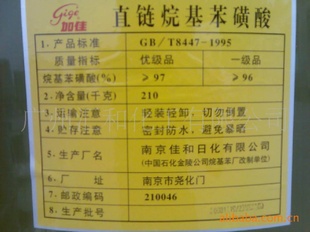 Gige
加佳
直链烷基苯磺酸
1、产品标准 GB/T8447-1995
质量指标 优级品 一级品
烷基苯磺酸(%) ≥97 ≥96
2、净含量(千克) 210
3、运输注意 轻装轻卸、切勿倒置
4、贮存注意 密封防水、避免暴晒
5、生产厂名 南京佳和日化有限公司
(中国石化金陵公司烷基苯厂改制单位)
6、厂 址 南京市尧化门
7、邮政编码 210046
8、生产批号